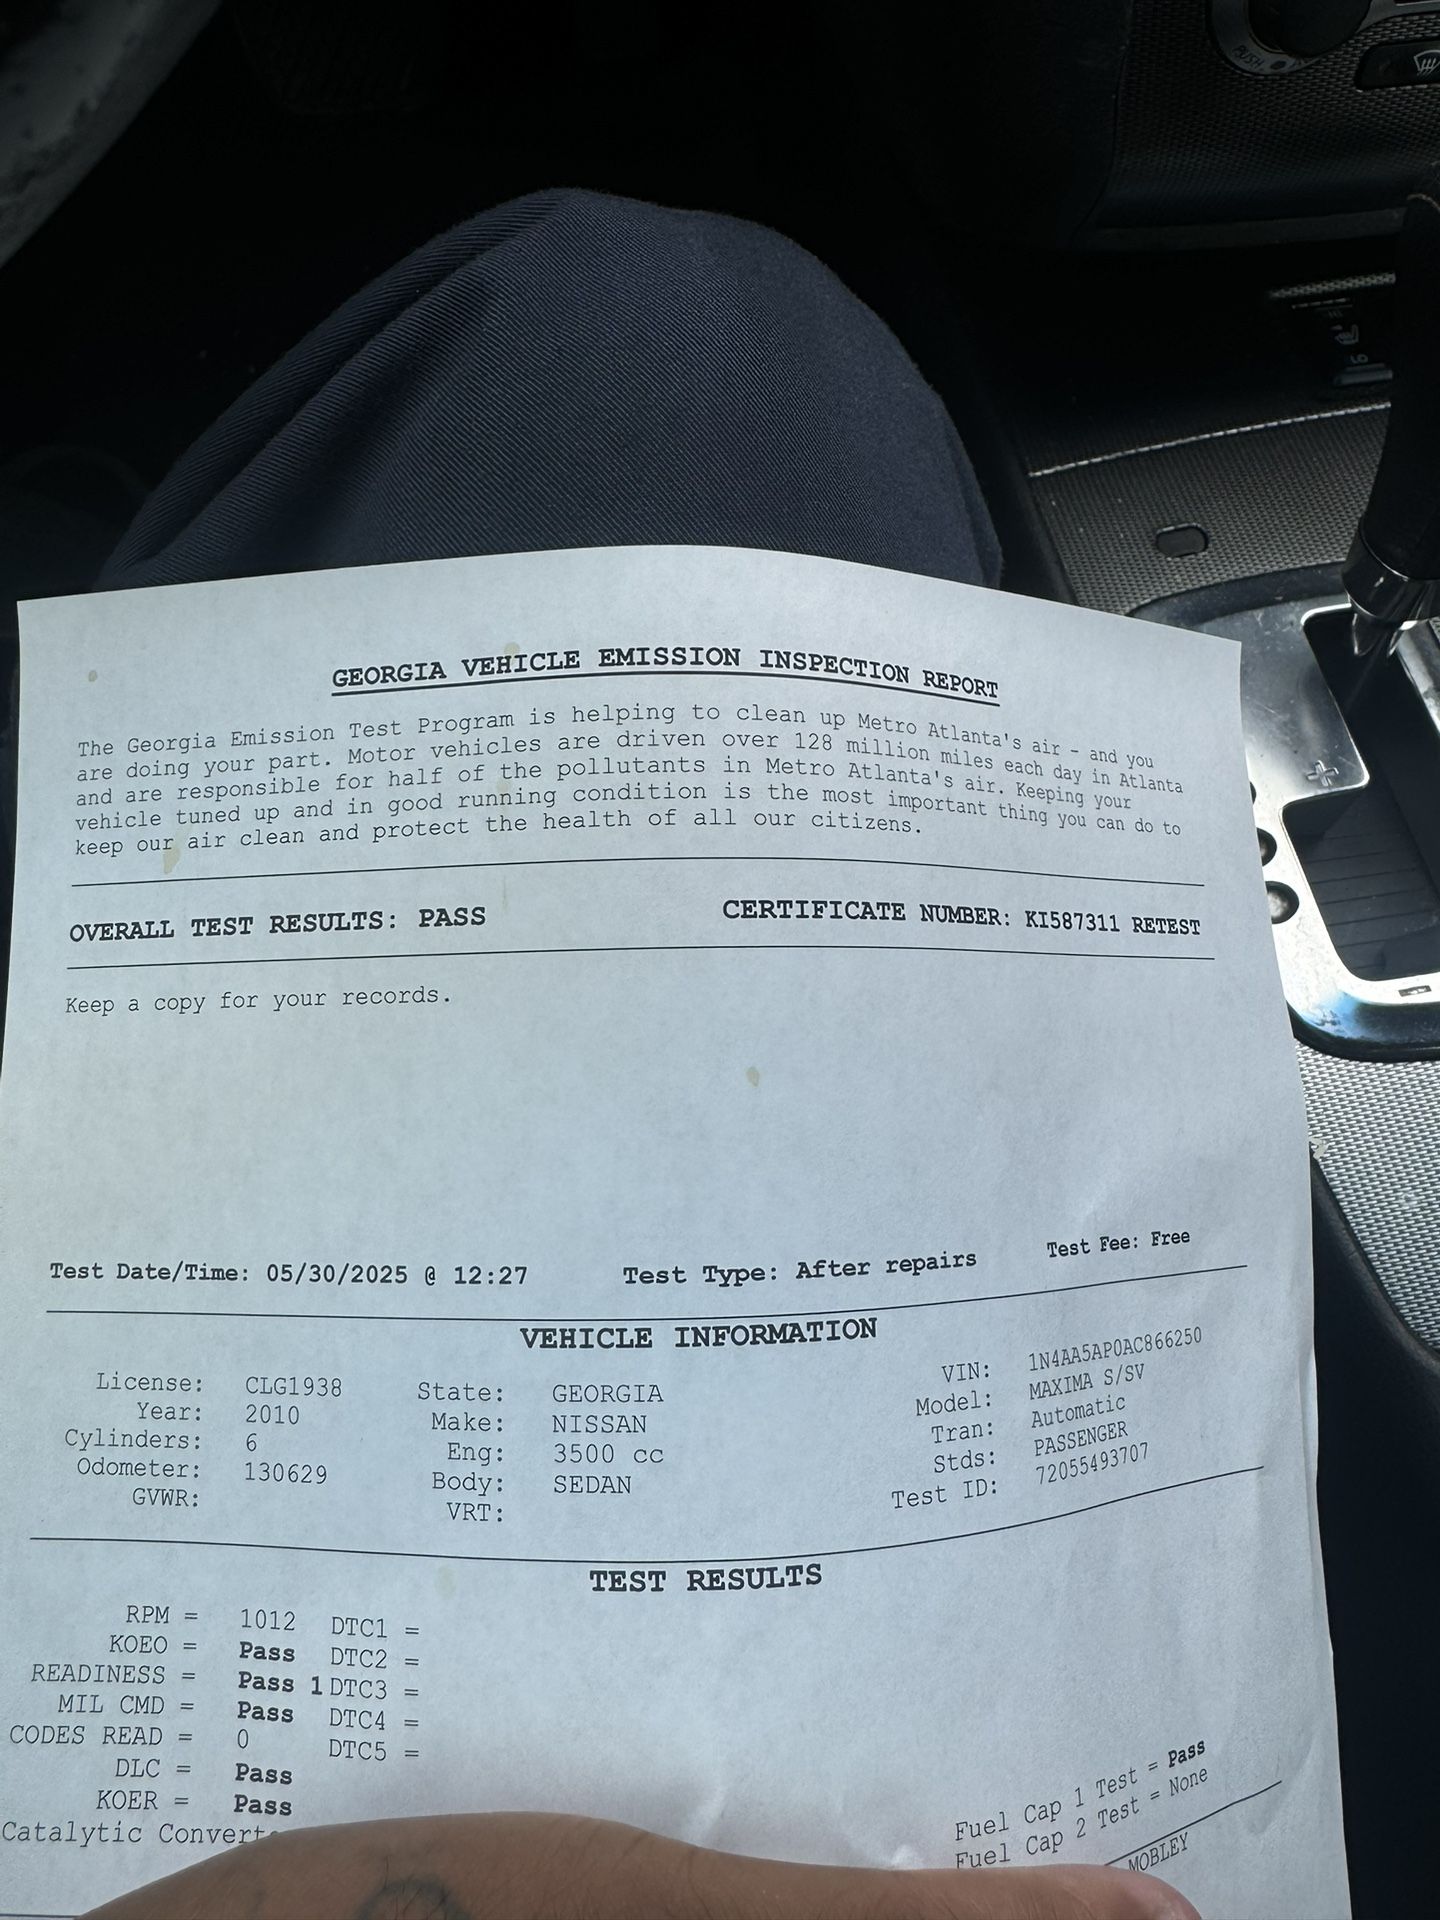 PUSH
HI
GEORGIA VEHICLE EMISSION INSPECTION REPORT
The Georgia Emission Test Program is helping to clean up Metro Atlanta's air - and you
are doing your part. Motor vehicles are driven over 128 million miles each day in Atlanta
and are responsible for half of the pollutants in Metro Atlanta's air. Keeping your
vehicle tuned up and in good running condition is the most important thing you can do to
keep our air clean and protect the health of all our citizens.
OVERALL TEST RESULTS: PASS CERTIFICATE NUMBER: KI587311 RETEST
Keep a copy for your records.
Test Date/Time: 05/30/2025 @ 12:27 Test Type: After repairs Test Fee: Free
VEHICLE INFORMATION
License: CLG1938 State: GEORGIA VIN: 1N4AA5AP0AC866250
Year: 2010 Make: NISSAN Model: MAXIMA S/SV
Cylinders: 6 Eng: 3500 cc Tran: Automatic
Odometer: 130629 Body: SEDAN Stds: PASSENGER
GVWR: VRT: Test ID: 72055493707
TEST RESULTS
RPM = 1012 DTC1 =
KOEO = Pass DTC2 =
READINESS = Pass 1 DTC3 =
MIL CMD = Pass DTC4 =
CODES READ = 0 DTC5 =
DLC = Pass Fuel Cap 1 Test = Pass
KOER = Pass Fuel Cap 2 Test = None
Catalytic Convert
MOBLEY